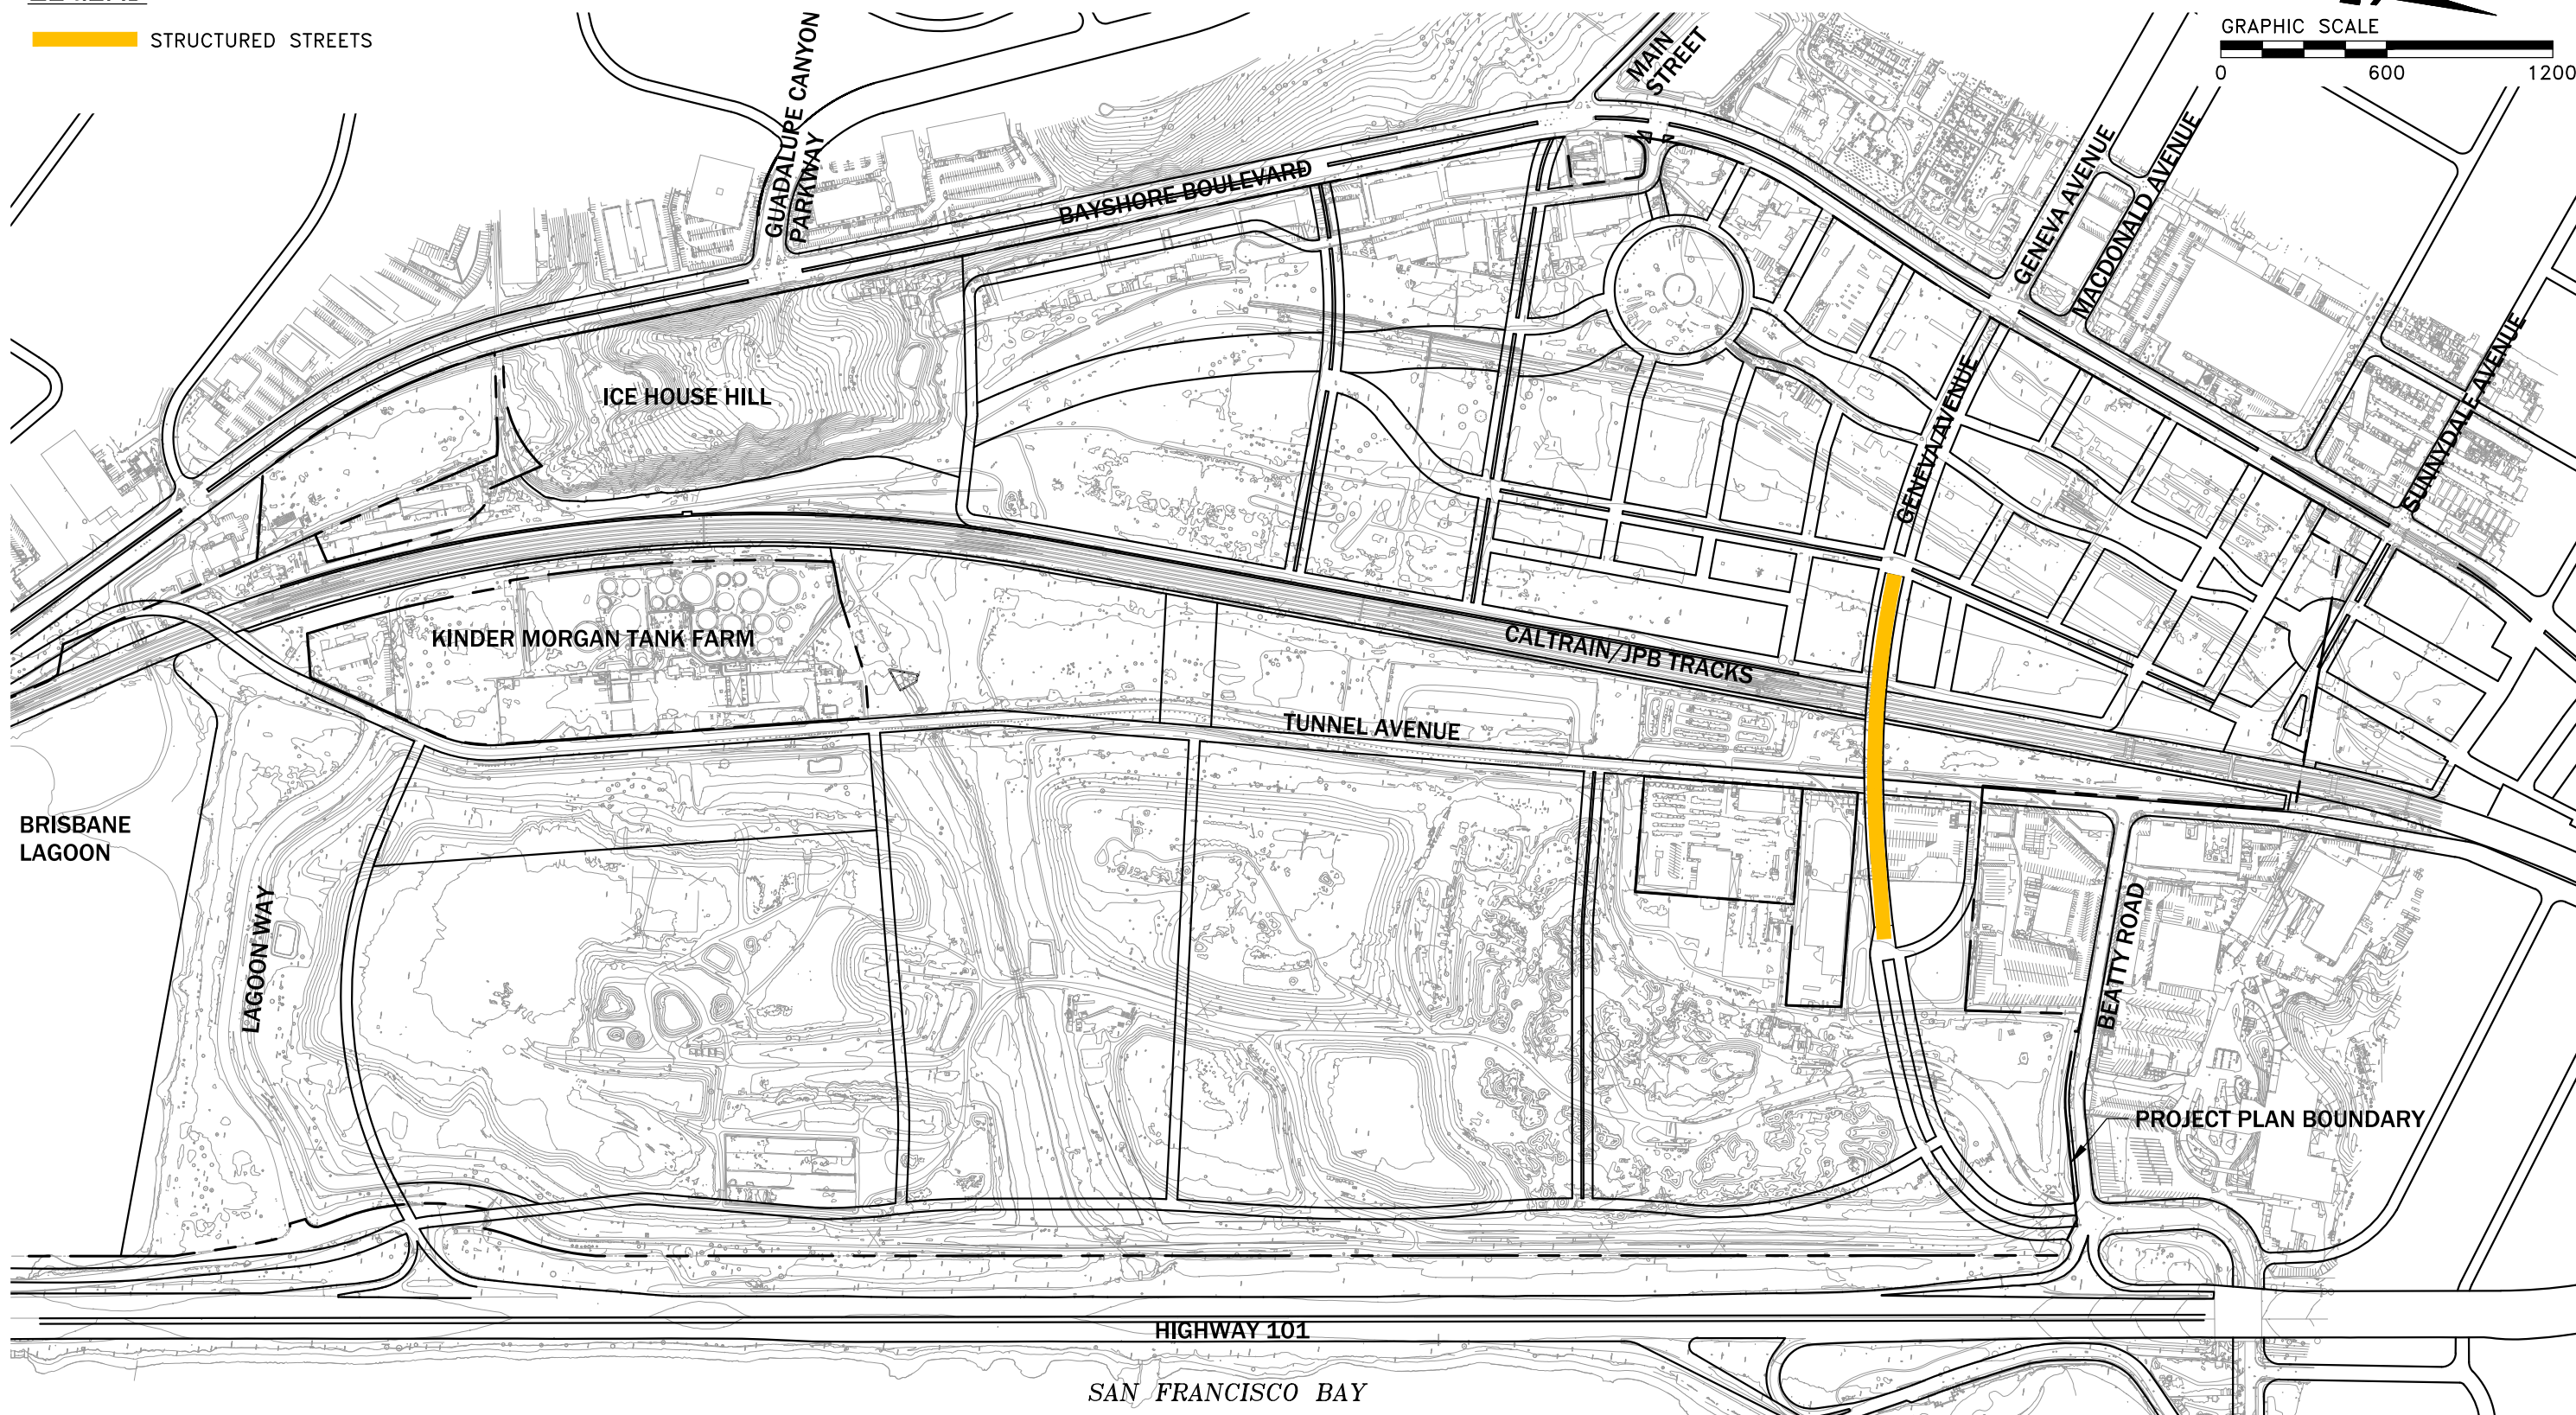 STRUCTURED STREETS
GRAPHIC SCALE
0 600 1200
GUADALUPE CANYON
PARKWAY
MAIN
STREET
BAYSHORE BOULEVARD
GENEVA AVENUE
MACDONALD AVENUE
SUNNYDALE AVENUE
ICE HOUSE HILL
GENEVA AVENUE
KINDER MORGAN TANK FARM
CALTRAIN/JPB TRACKS
TUNNEL AVENUE
BRISBANE
LAGOON
LAGOON WAY
BEATTY ROAD
PROJECT PLAN BOUNDARY
HIGHWAY 101
SAN FRANCISCO BAY